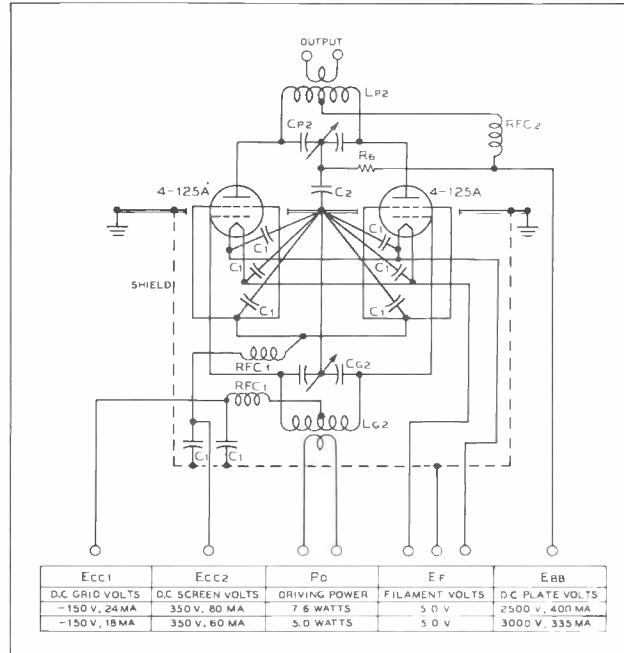 OUTPUT
LP2
CP2
RFC2
R6
4-125A
C2
4-125A
C1
C1
C1
C1
SHIELD
C1
C1
RFC1
CG2
RFC1
LG2
C1
C1
ECC1 ECC2 PD EF EBB
D.C GRID VOLTS D.C SCREEN VOLTS DRIVING POWER FILAMENT VOLTS D.C PLATE VOLTS
-150 V, 24 MA 350 V, 80 MA 7.6 WATTS 5.0 V 2500 V, 400 MA
-150 V, 18 MA 350 V, 60 MA 5.0 WATTS 5.0 V 3000 V, 335 MA